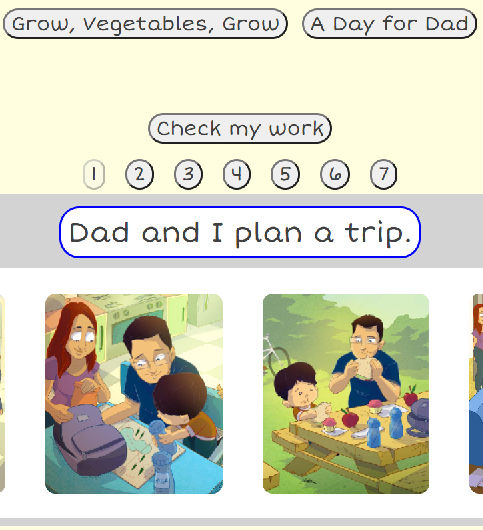 Grow, Vegetables, Grow A Day for Dad
Check my work
1 2 3 4 5 6 7
Dad and I plan a trip.